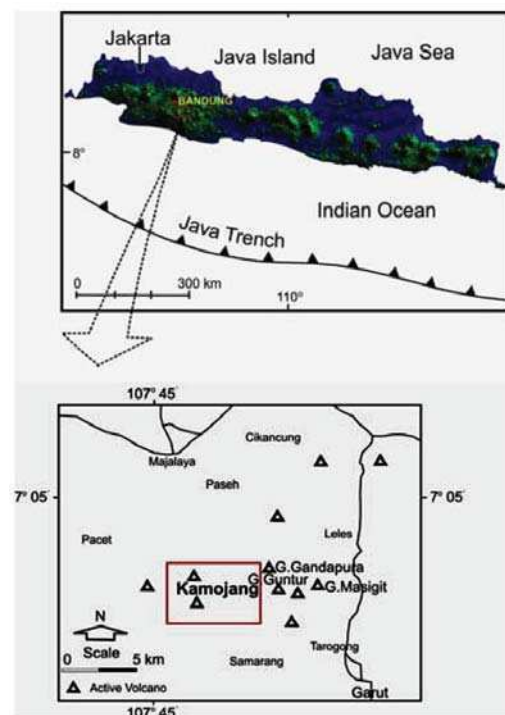 Jakarta
Java Island
Java Sea
BANDUNG
8°
Indian Ocean
Java Trench
300 km
110°
107° 45'
Cikancung
Majalaya
Paseh
7° 05'
7° 05'
Leles
Pacet
G.Gandapura
G.Guntur
Kamojang
G.Masigit
N
Scale
0 5 km
Tarogong
Samarang
Active Volcano
Garut
107° 45'